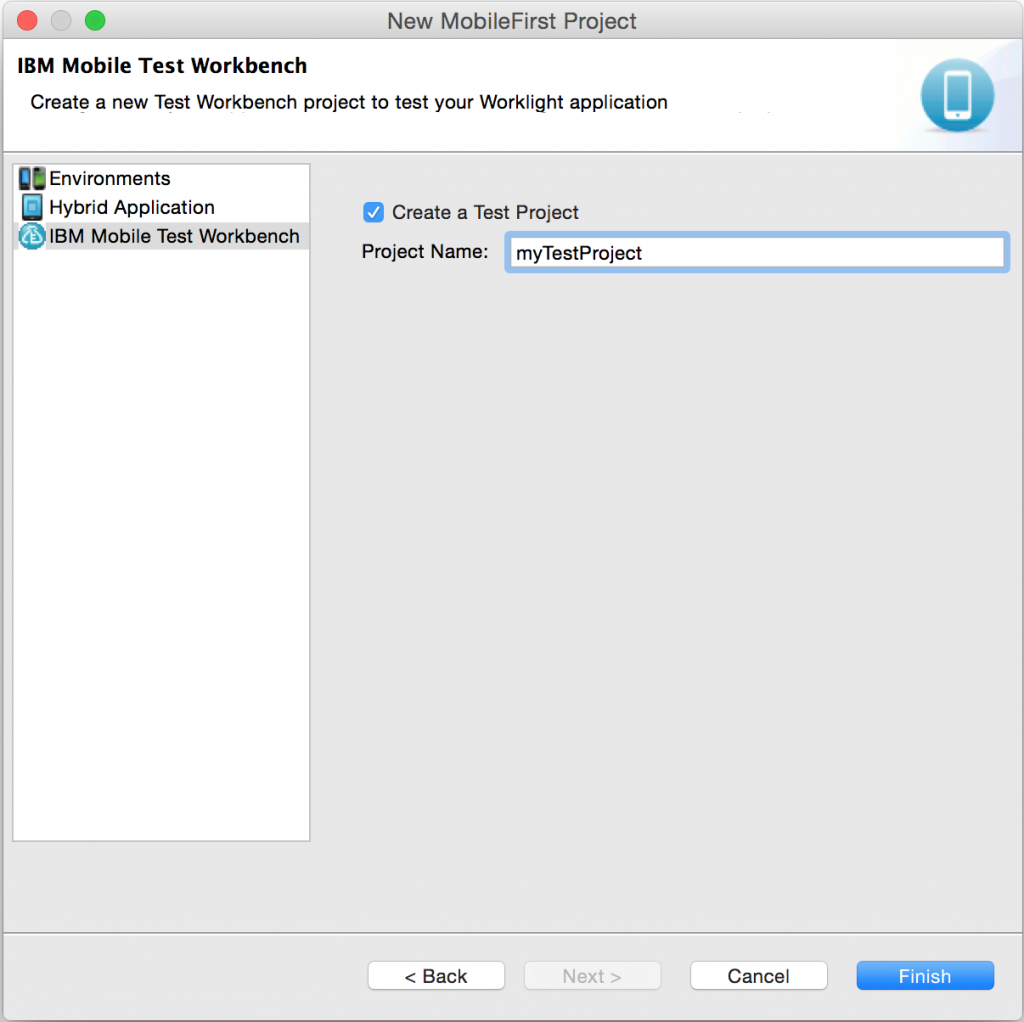 New MobileFirst Project
IBM Mobile Test Workbench
Create a new Test Workbench project to test your Worklight application
Environments
Hybrid Application
IBM Mobile Test Workbench
Create a Test Project
Project Name: myTestProject
< Back Next > Cancel Finish